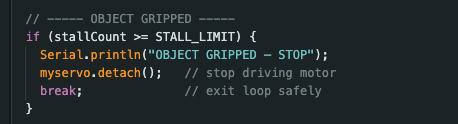 // ----- OBJECT GRIPPED -----
if (stallCount >= STALL_LIMIT) {
Serial.println("OBJECT GRIPPED — STOP");
myservo.detach();   // stop driving motor
break;              // exit loop safely
}